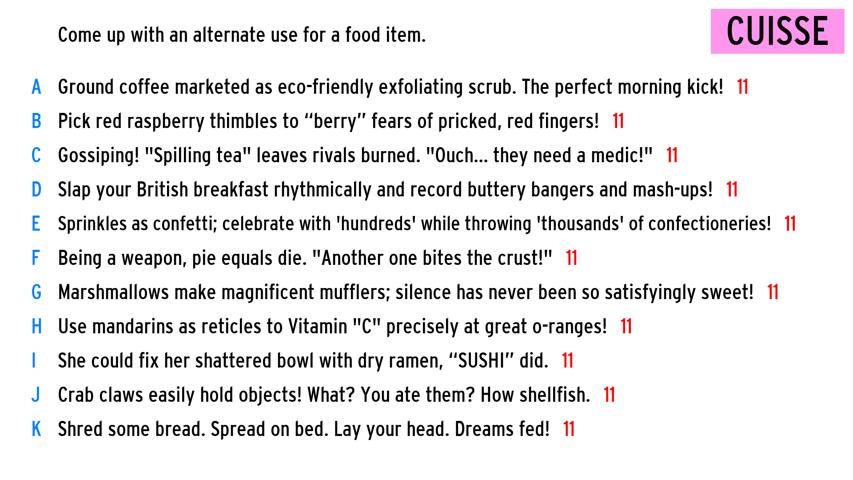 Come up with an alternate use for a food item.
CUISSE
A Ground coffee marketed as eco-friendly exfoliating scrub. The perfect morning kick! 11
B Pick red raspberry thimbles to “berry” fears of pricked, red fingers! 11
C Gossiping! "Spilling tea" leaves rivals burned. "Ouch... they need a medic!" 11
D Slap your British breakfast rhythmically and record buttery bangers and mash-ups! 11
E Sprinkles as confetti; celebrate with 'hundreds' while throwing 'thousands' of confectioneries! 11
F Being a weapon, pie equals die. "Another one bites the crust!" 11
G Marshmallows make magnificent mufflers; silence has never been so satisfyingly sweet! 11
H Use mandarins as reticles to Vitamin "C" precisely at great o-ranges! 11
I She could fix her shattered bowl with dry ramen, “SUSHI” did. 11
J Crab claws easily hold objects! What? You ate them? How shellfish. 11
K Shred some bread. Spread on bed. Lay your head. Dreams fed! 11